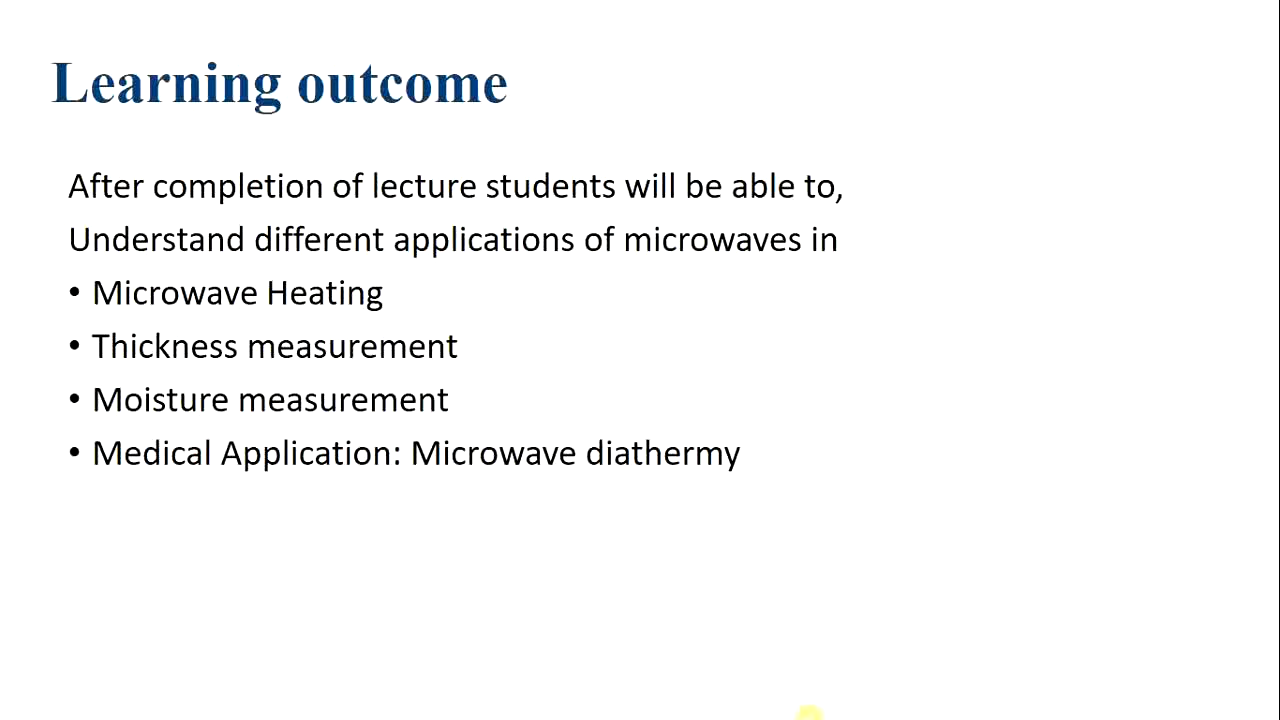 Learning outcome
After completion of lecture students will be able to,
Understand different applications of microwaves in
• Microwave Heating
• Thickness measurement
• Moisture measurement
• Medical Application: Microwave diathermy